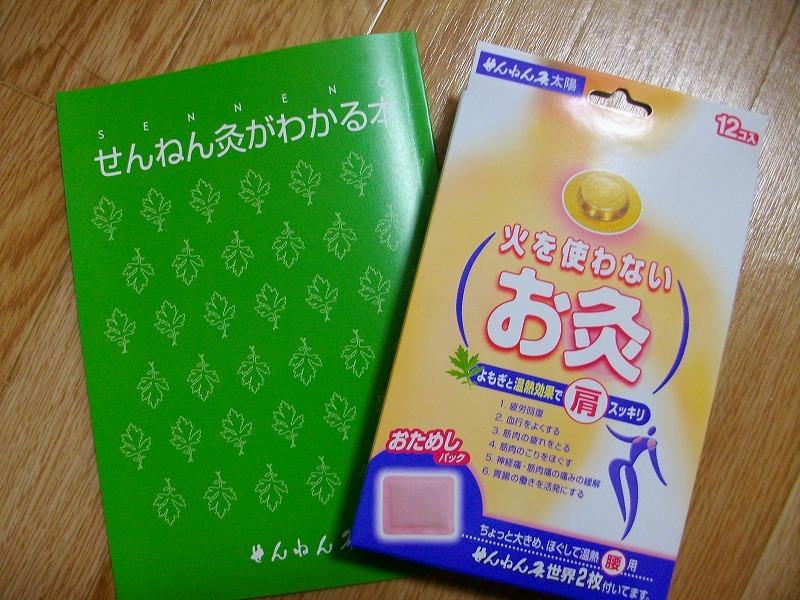 SENNENQ
せんねん灸がわかる本
せんねん灸
せんねん灸太陽
12コ入
火を使わない
お灸
よもぎと温熱効果で肩スッキリ
1. 疲労回復
2. 血行をよくする
3. 筋肉の疲れをとる
4. 筋肉のこりをほぐす
5. 神経痛・筋肉痛の痛みの緩解
6. 胃腸の働きを活発にする
おためし
パック
ちょっと大きめ、ほぐして温熱 腰用
せんねん灸世界2枚付いてます。